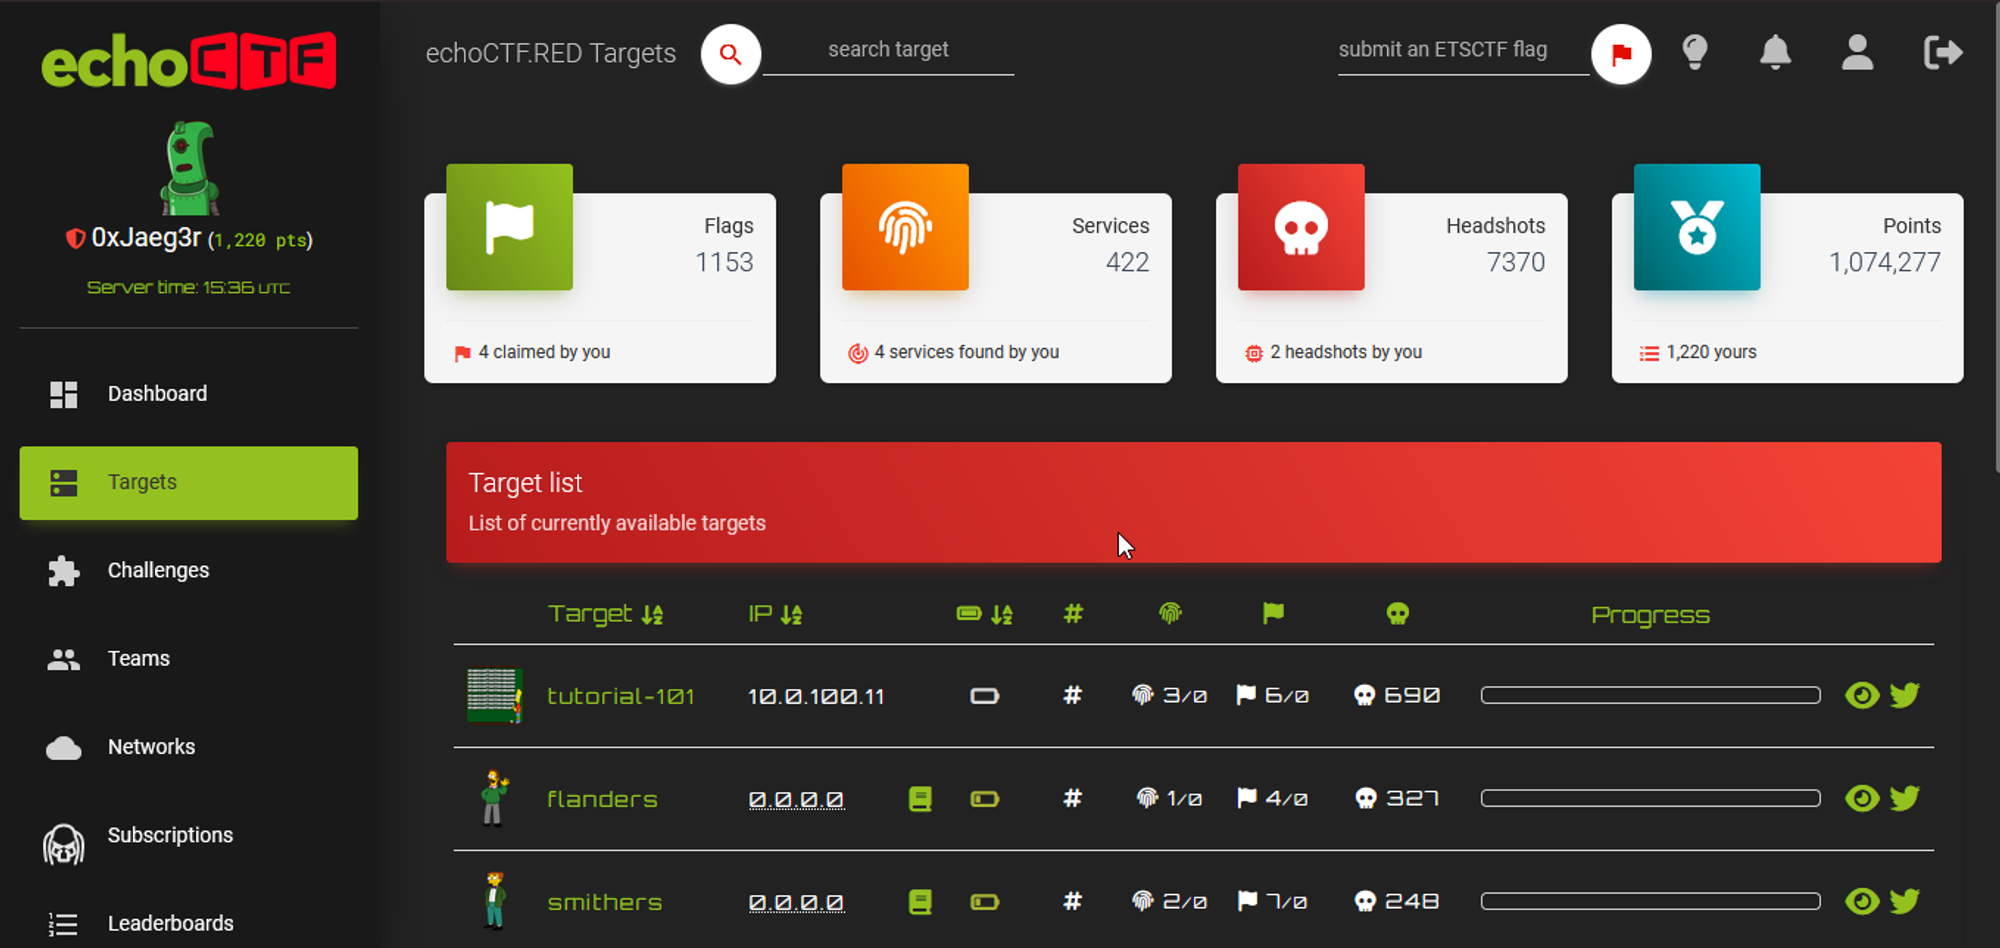 echoCTF
0xJaeg3r (1,220 pts)
Server time: 15:36 UTC
Dashboard
Targets
Challenges
Teams
Networks
Subscriptions
Leaderboards
echoCTF.RED Targets
search target
submit an ETSCTF flag
Flags
1153
4 claimed by you
Services
422
4 services found by you
Headshots
7370
2 headshots by you
Points
1,074,277
1,220 yours
Target list
List of currently available targets
Target IP # Progress
tutorial-101 10.0.100.11 # 3/0 6/0 690
flanders 0.0.0.0 # 1/0 4/0 327
smithers 0.0.0.0 # 2/0 7/0 248